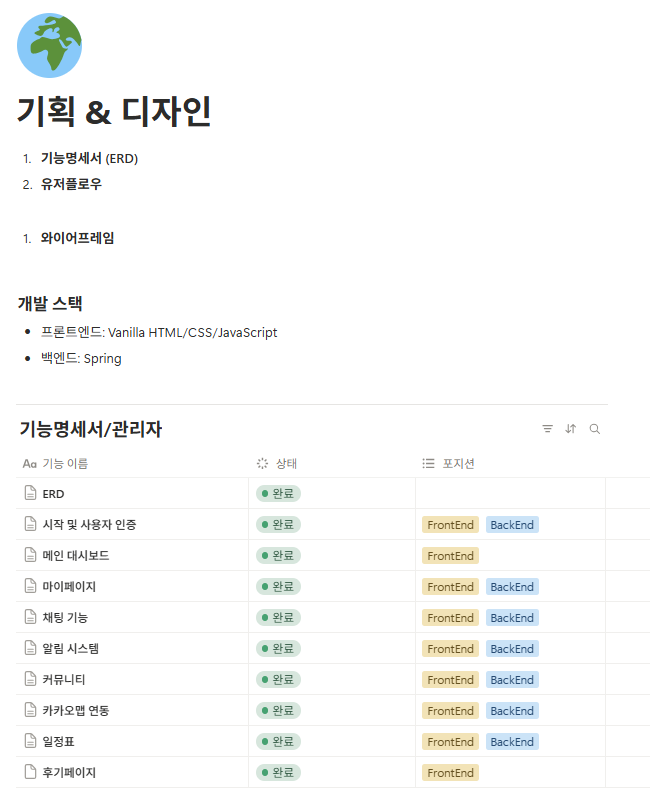 기획 & 디자인
1. 기능명세서 (ERD)
2. 유저플로우
1. 와이어프레임
개발 스택
• 프론트엔드: Vanilla HTML/CSS/JavaScript
• 백엔드: Spring
기능명세서/관리자
Aa 기능 이름 상태 포지션
ERD 완료
시작 및 사용자 인증 완료 FrontEnd BackEnd
메인 대시보드 완료 FrontEnd
마이페이지 완료 FrontEnd BackEnd
채팅 기능 완료 FrontEnd BackEnd
알림 시스템 완료 FrontEnd BackEnd
커뮤니티 완료 FrontEnd BackEnd
카카오맵 연동 완료 FrontEnd BackEnd
일정표 완료 FrontEnd BackEnd
후기페이지 완료 FrontEnd